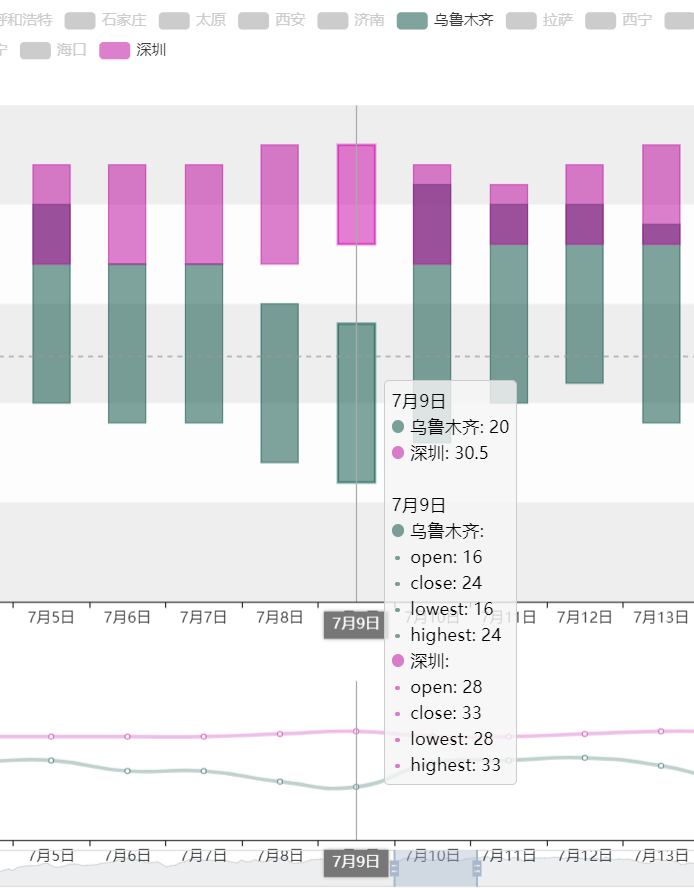 呼和浩特 石家庄 太原 西安 济南 乌鲁木齐 拉萨 西宁
海口 深圳
7月9日
乌鲁木齐: 20
深圳: 30.5
7月9日
乌鲁木齐:
open: 16
close: 24
lowest: 16
highest: 24
深圳:
open: 28
close: 33
lowest: 28
highest: 33
7月5日 7月6日 7月7日 7月8日 7月9日 7月10日 7月11日 7月12日 7月13日
7月5日 7月6日 7月7日 7月8日 7月9日 7月10日 7月11日 7月12日 7月13日